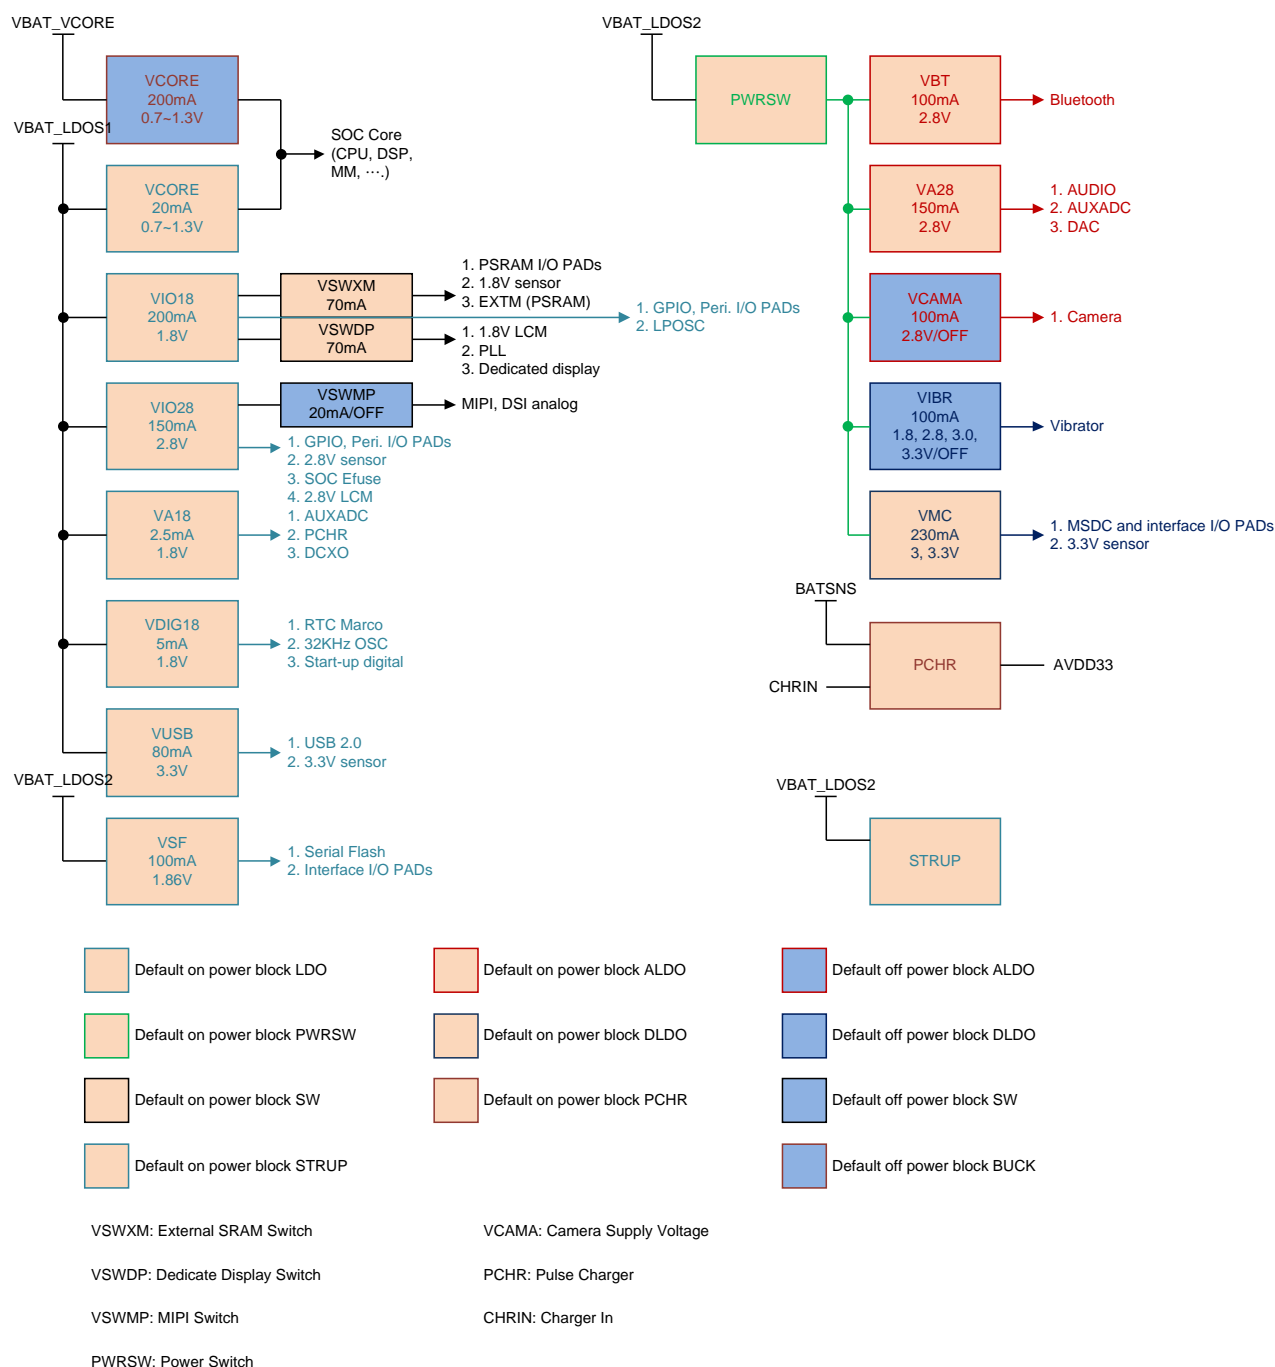 VBAT_VCORE
VCORE
200mA
0.7~1.3V
VBAT_LDOS1
SOC Core
(CPU, DSP,
MM, ….)
VCORE
20mA
0.7~1.3V
VIO18
200mA
1.8V
VSWXM
70mA
1. PSRAM I/O PADs
2. 1.8V sensor
3. EXTM (PSRAM)
1. GPIO, Peri. I/O PADs
2. LPOSC
VSWDP
70mA
1. 1.8V LCM
2. PLL
3. Dedicated display
VIO28
150mA
2.8V
VSWMP
20mA/OFF
MIPI, DSI analog
1. GPIO, Peri. I/O PADs
2. 2.8V sensor
3. SOC Efuse
4. 2.8V LCM
VA18
2.5mA
1.8V
1. AUXADC
2. PCHR
3. DCXO
VDIG18
5mA
1.8V
1. RTC Marco
2. 32KHz OSC
3. Start-up digital
VUSB
80mA
3.3V
1. USB 2.0
2. 3.3V sensor
VBAT_LDOS2
VSF
100mA
1.86V
1. Serial Flash
2. Interface I/O PADs
VBAT_LDOS2
PWRSW
VBT
100mA
2.8V
Bluetooth
VA28
150mA
2.8V
1. AUDIO
2. AUXADC
3. DAC
VCAMA
100mA
2.8V/OFF
1. Camera
VIBR
100mA
1.8, 2.8, 3.0,
3.3V/OFF
Vibrator
VMC
230mA
3, 3.3V
1. MSDC and interface I/O PADs
2. 3.3V sensor
BATSNS
PCHR
AVDD33
CHRIN
VBAT_LDOS2
STRUP
Default on power block LDO
Default on power block ALDO
Default off power block ALDO
Default on power block PWRSW
Default on power block DLDO
Default off power block DLDO
Default on power block SW
Default on power block PCHR
Default off power block SW
Default on power block STRUP
Default off power block BUCK
VSWXM: External SRAM Switch
VCAMA: Camera Supply Voltage
VSWDP: Dedicate Display Switch
PCHR: Pulse Charger
VSWMP: MIPI Switch
CHRIN: Charger In
PWRSW: Power Switch